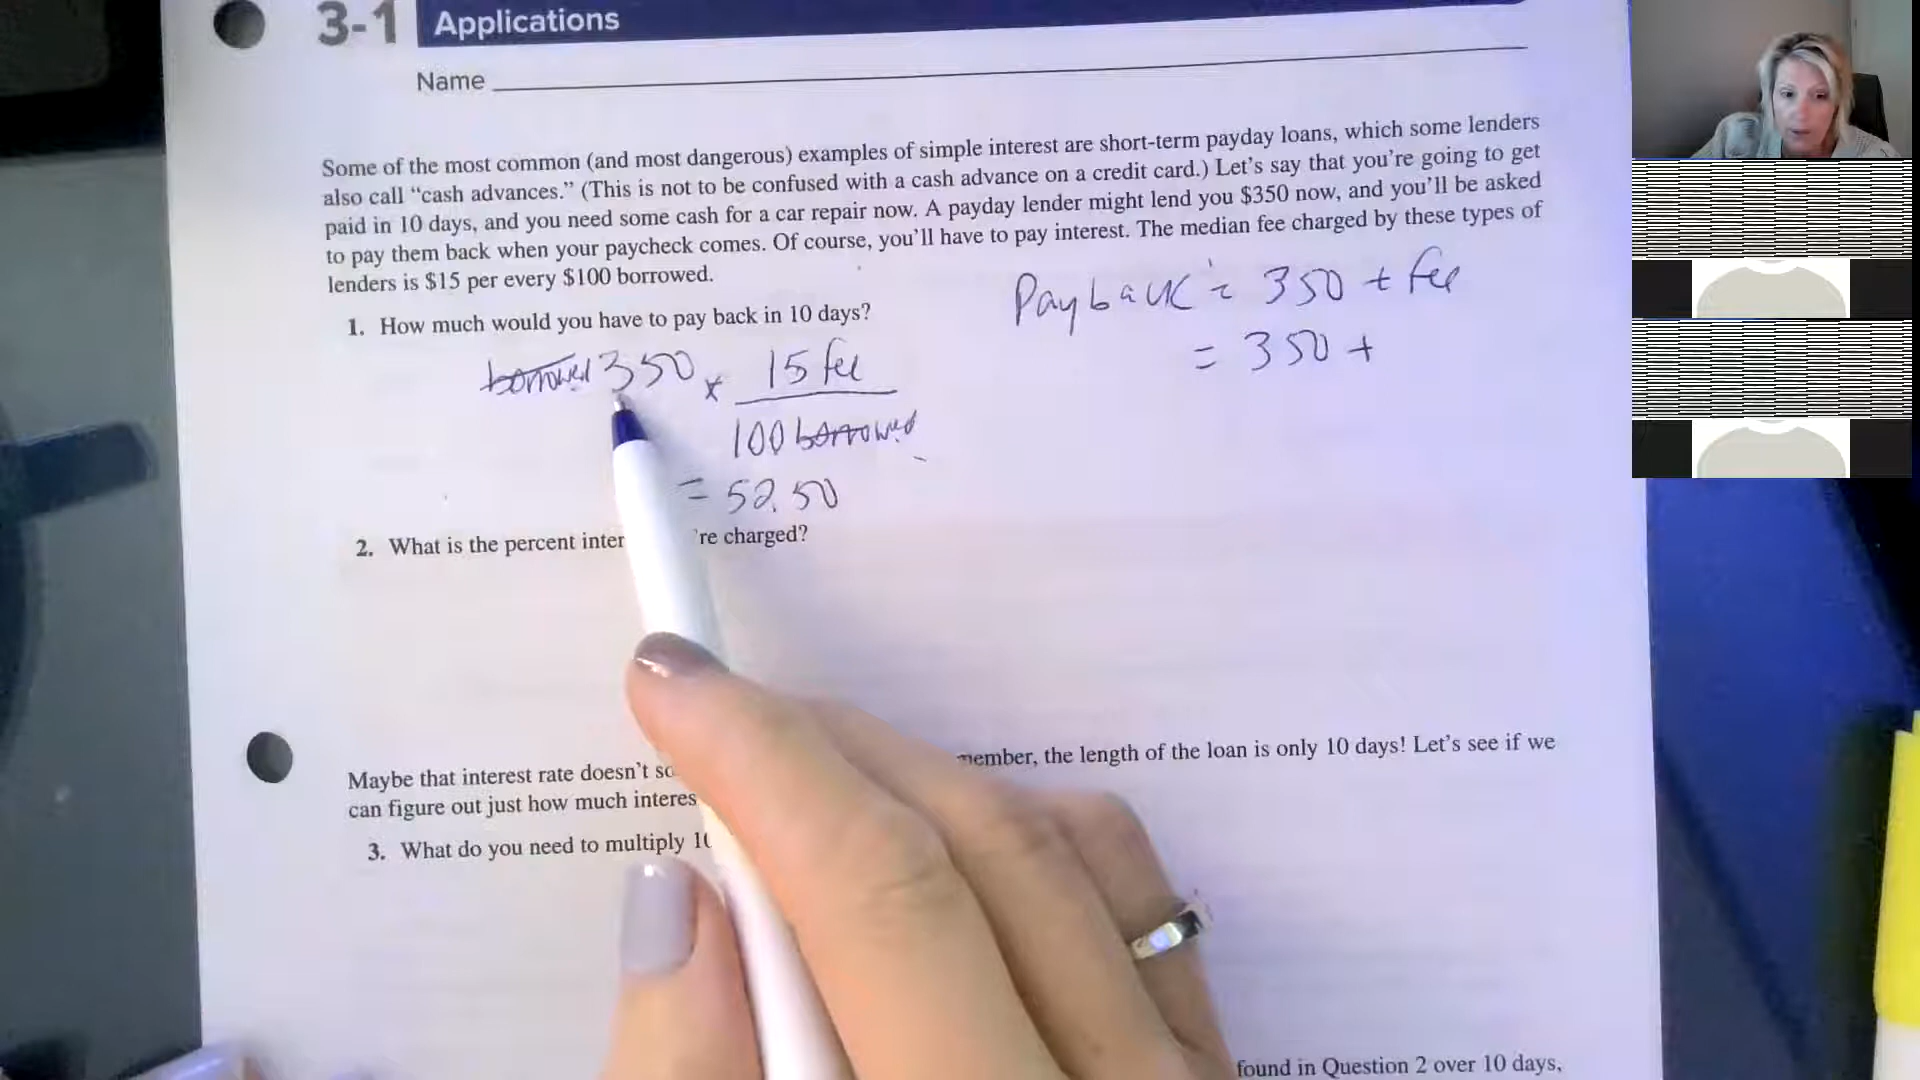 3-1 Applications
Name
Some of the most common (and most dangerous) examples of simple interest are short-term payday loans, which some lenders
also call “cash advances.” (This is not to be confused with a cash advance on a credit card.) Let’s say that you’re going to get
paid in 10 days, and you need some cash for a car repair now. A payday lender might lend you $350 now, and you’ll be asked
to pay them back when your paycheck comes. Of course, you’ll have to pay interest. The median fee charged by these types of
lenders is $15 per every $100 borrowed.
Payback = 350 + fee
1. How much would you have to pay back in 10 days?
= 350 +
borrowed 350 x 15 fee
100 borrowed
= 52.50
2. What is the percent inter 're charged?
Maybe that interest rate doesn’t member, the length of the loan is only 10 days! Let’s see if we
can figure out just how much interes
3. What do you need to multiply
found in Question 2 over 10 days,